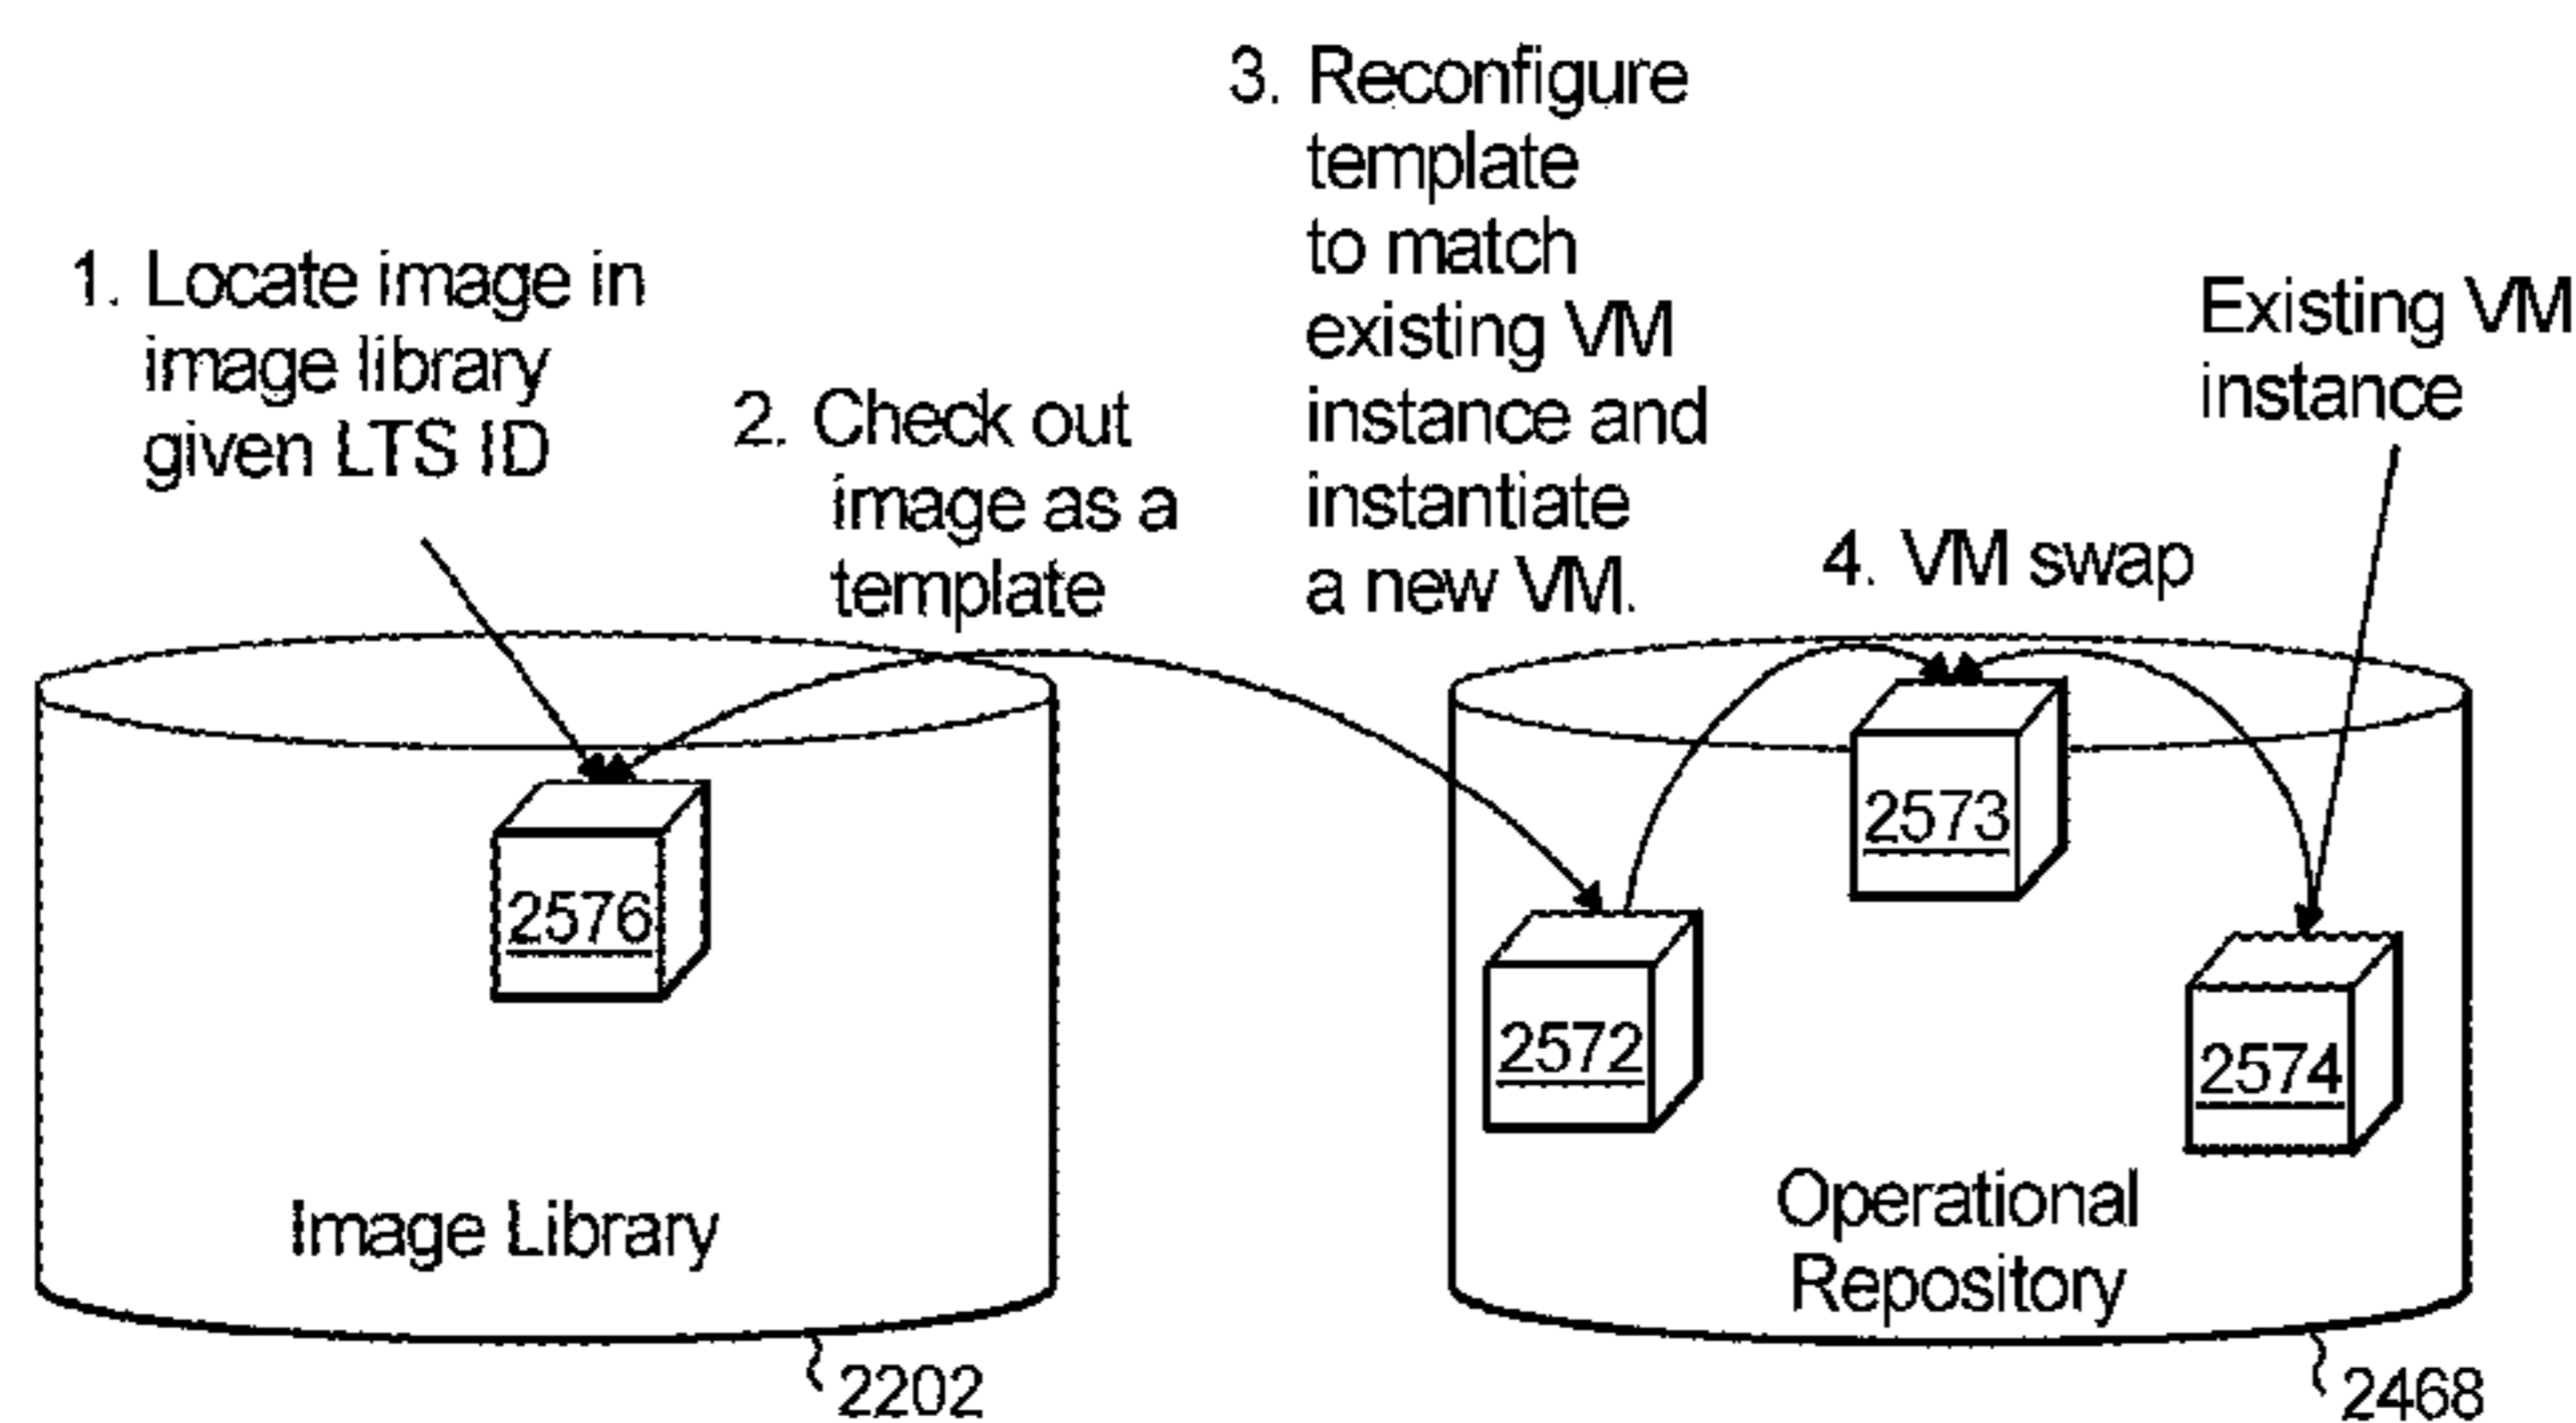 1. Locate image in
image library
given LTS ID
2. Check out
image as a
template
3. Reconfigure
template
to match
existing VM
instance and
instantiate
a new VM.
4. VM swap
Existing VM
instance
2576
2573
2572
2574
Image Library
Operational
Repository
2202
2468